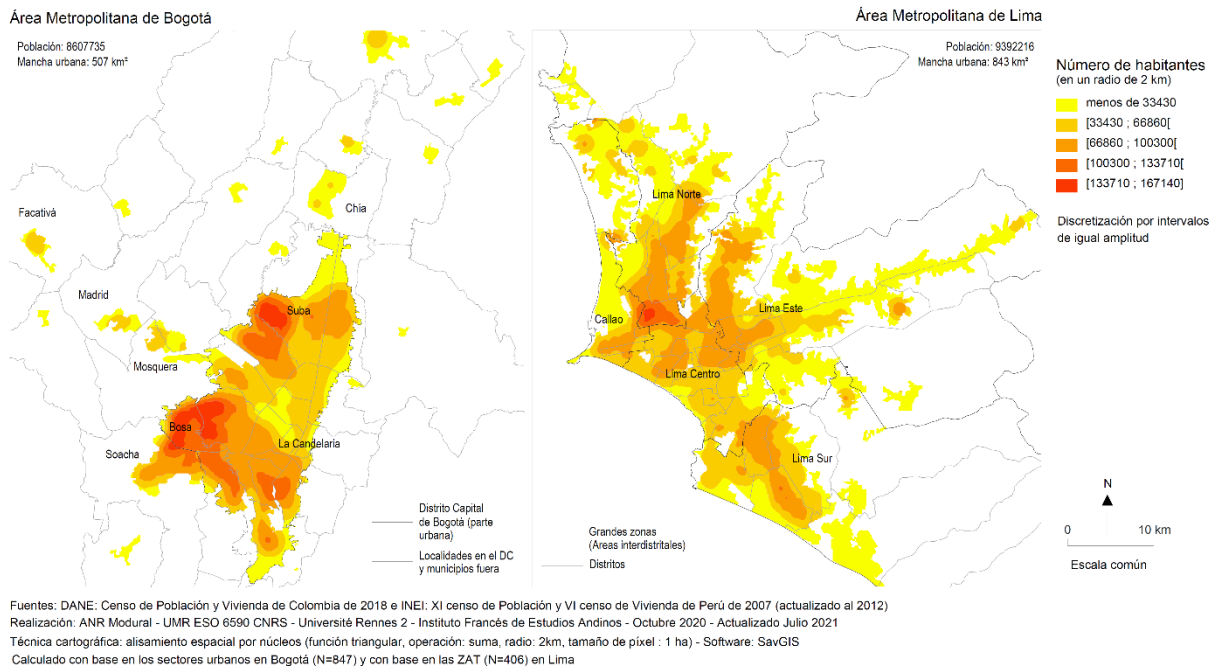 Área Metropolitana de Bogotá
Población: 8607735
Mancha urbana: 507 km²
Facativá
Chia
Madrid
Mosquera
Suba
Bosa
Soacha
La Candelaria
Distrito Capital
de Bogotá (parte
urbana)
Localidades en el DC
y municipios fuera
Área Metropolitana de Lima
Población: 9392216
Mancha urbana: 843 km²
Lima Norte
Callao
Lima Este
Lima Centro
Lima Sur
Grandes zonas
(Areas interdistritales)
Distritos
Número de habitantes
(en un radio de 2 km)
menos de 33430
[33430 ; 66860[
[66860 ; 100300[
[100300 ; 133710[
[133710 ; 167140]
Discretización por intervalos
de igual amplitud
N
0 10 km
Escala común
Fuentes: DANE: Censo de Población y Vivienda de Colombia de 2018 e INEI: XI censo de Población y VI censo de Vivienda de Perú de 2007 (actualizado al 2012)
Realización: ANR Modural - UMR ESO 6590 CNRS - Université Rennes 2 - Instituto Francés de Estudios Andinos - Octubre 2020 - Actualizado Julio 2021
Técnica cartográfica: alisamiento espacial por núcleos (función triangular, operación: suma, radio: 2km, tamaño de píxel : 1 ha) - Software: SavGIS
Calculado con base en los sectores urbanos en Bogotá (N=847) y con base en las ZAT (N=406) en Lima